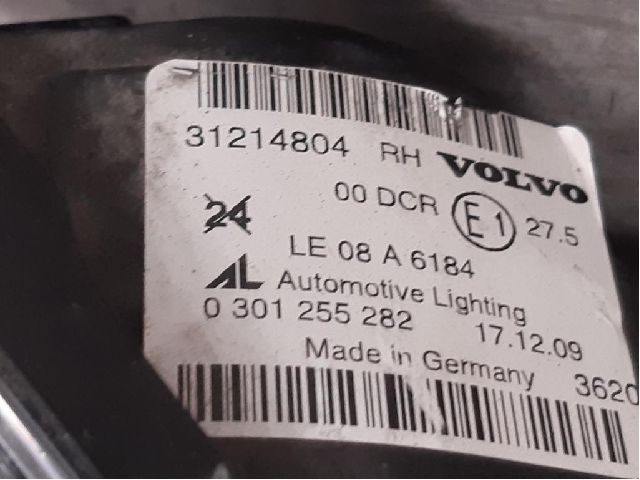 31214804 RH VOLVO
24 00 DCR E1 27.5
LE 08 A 6184
AL Automotive Lighting
0 301 255 282 17.12.09
Made in Germany 3620